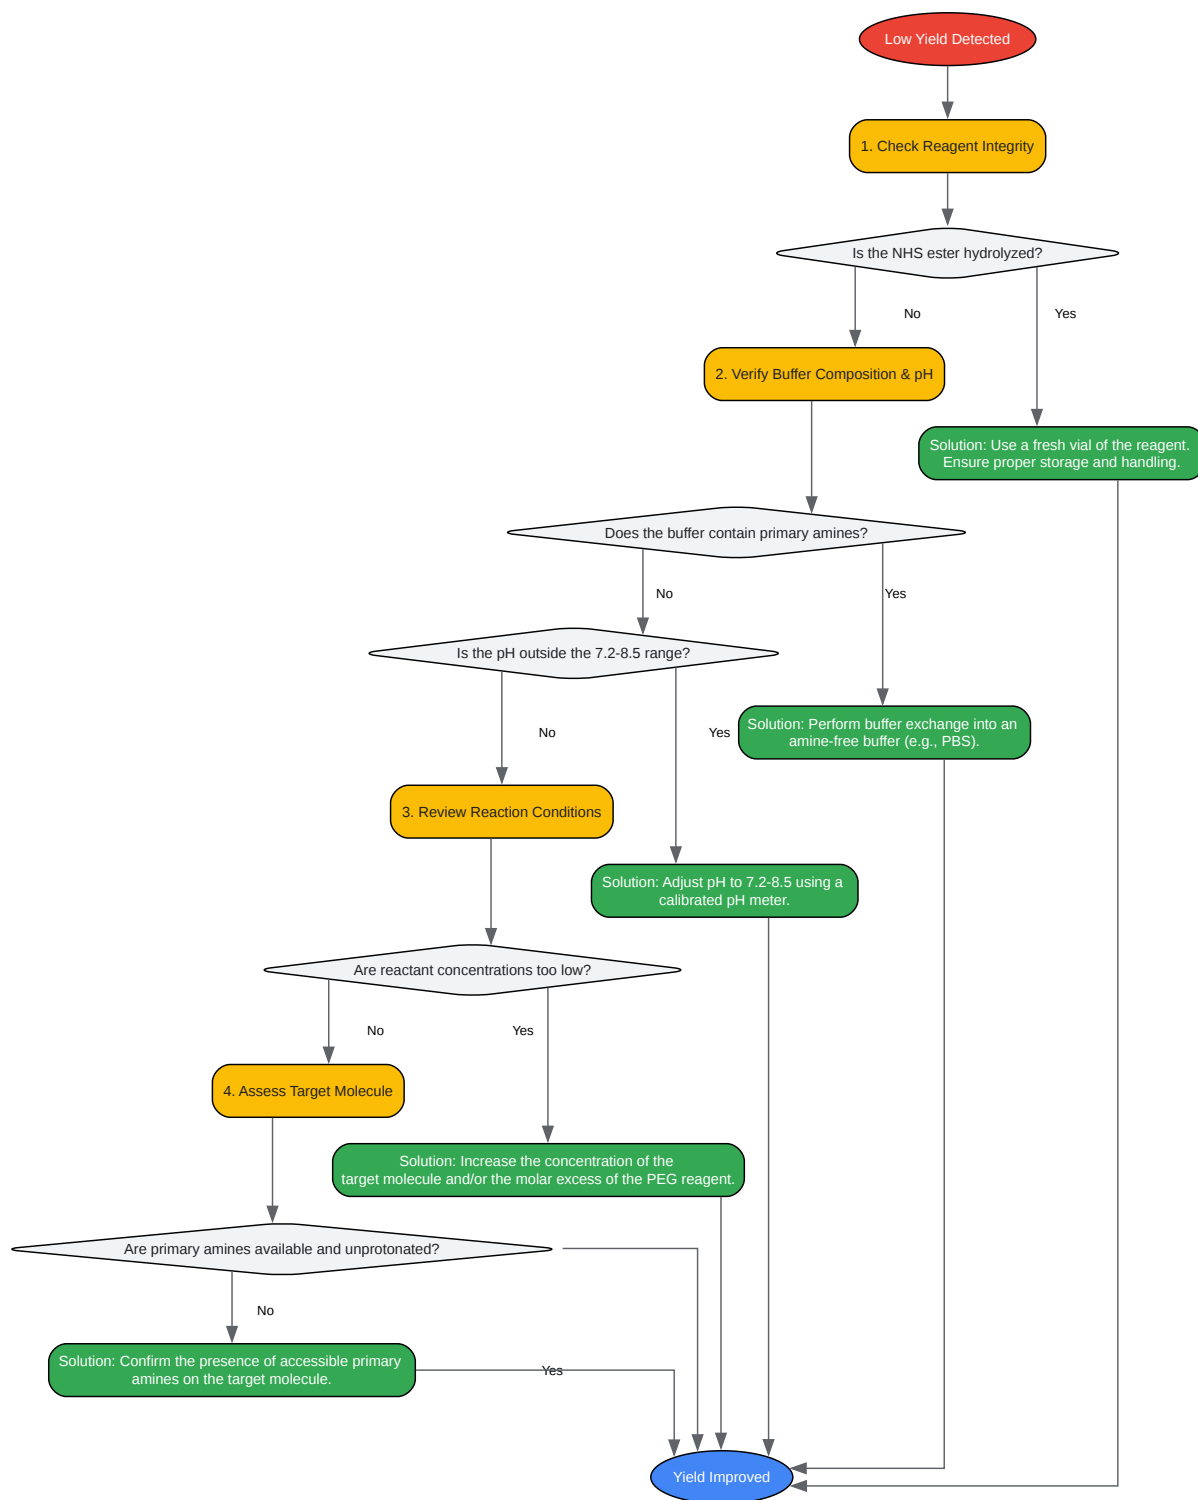 Low Yield Detected
1. Check Reagent Integrity
Is the NHS ester hydrolyzed?
No
Yes
2. Verify Buffer Composition & pH
Solution: Use a fresh vial of the reagent.
Ensure proper storage and handling.
Does the buffer contain primary amines?
No
Yes
Is the pH outside the 7.2-8.5 range?
No
Yes
Solution: Perform buffer exchange into an
amine-free buffer (e.g., PBS).
3. Review Reaction Conditions
Solution: Adjust pH to 7.2-8.5 using a
calibrated pH meter.
Are reactant concentrations too low?
No
Yes
4. Assess Target Molecule
Solution: Increase the concentration of the
target molecule and/or the molar excess of the PEG reagent.
Are primary amines available and unprotonated?
No
Solution: Confirm the presence of accessible primary
amines on the target molecule.
Yes
Yield Improved